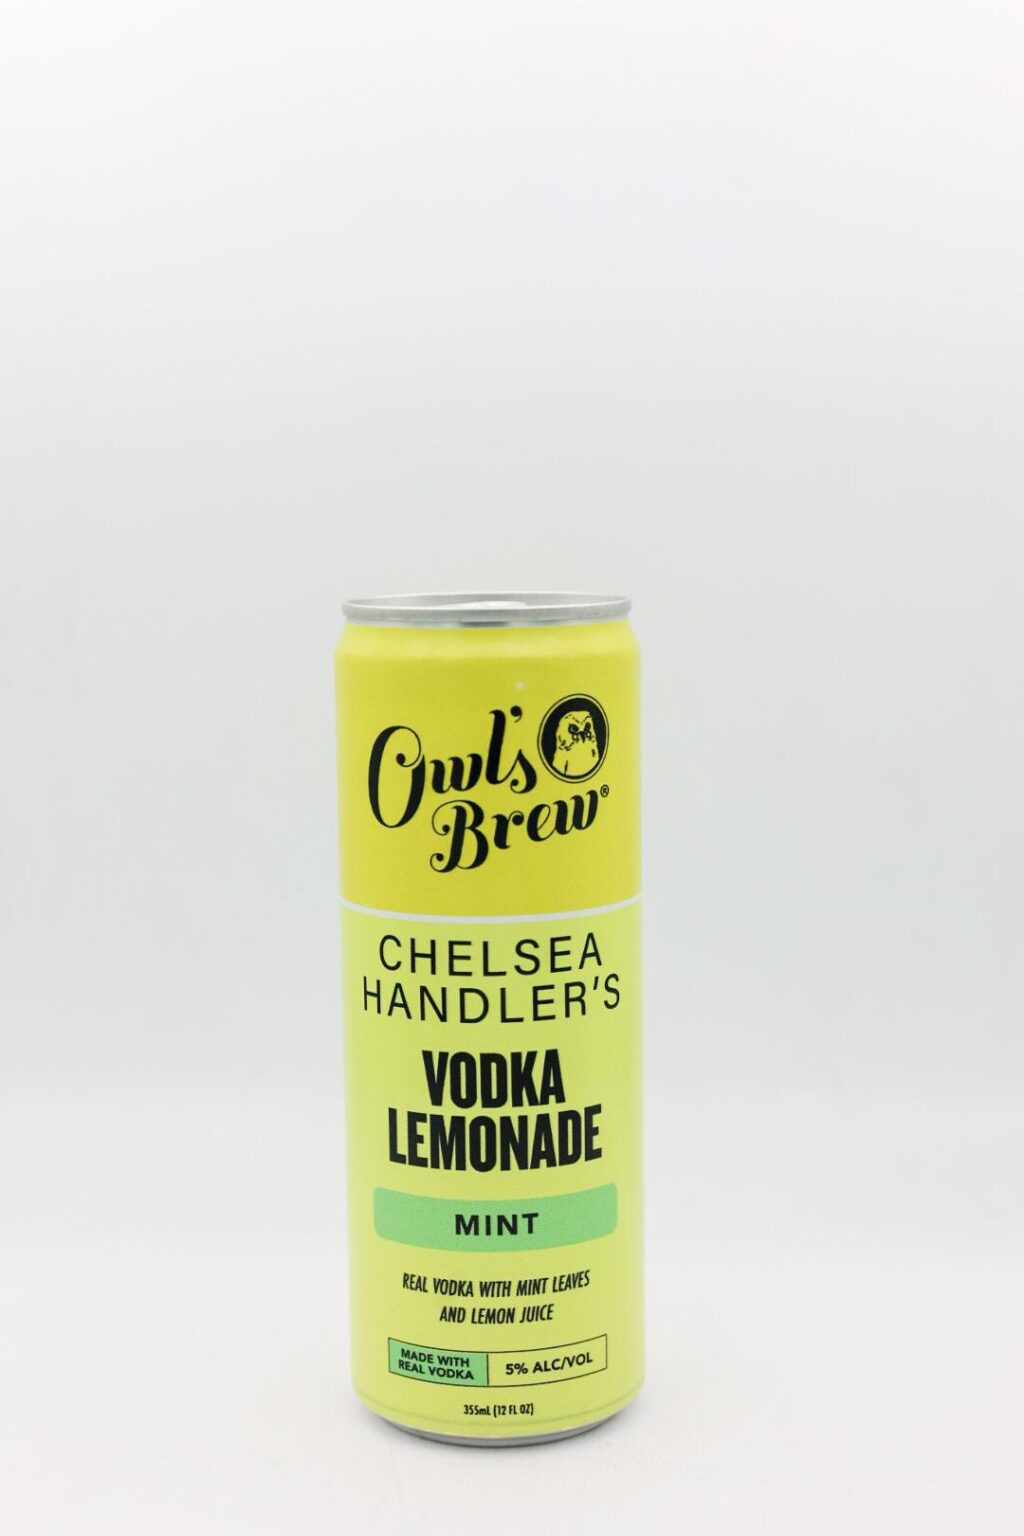 Owl's
Brew®
CHELSEA
HANDLER'S
VODKA
LEMONADE
MINT
REAL VODKA WITH MINT LEAVES
AND LEMON JUICE
MADE WITH
REAL VODKA
5% ALC/VOL
355mL (12 FL OZ)